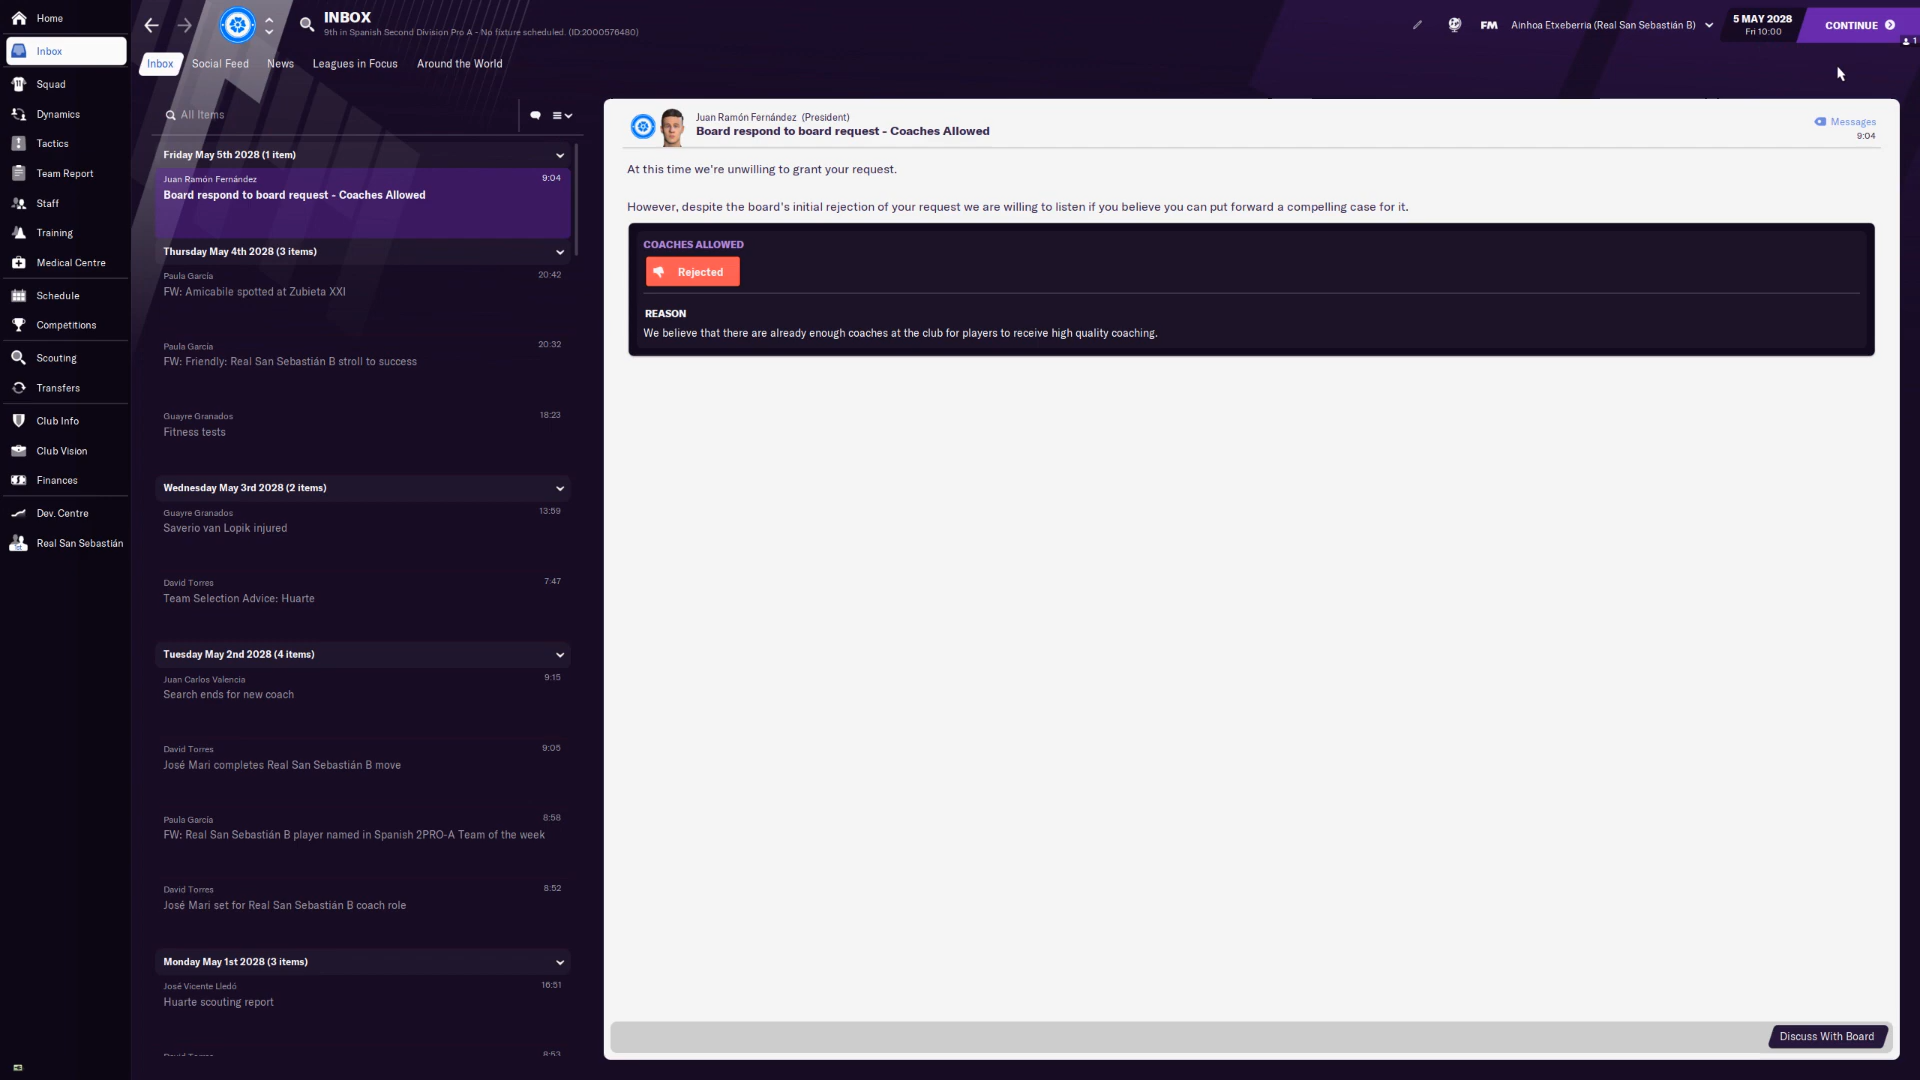 Home
Inbox
Squad
Dynamics
Tactics
Team Report
Staff
Training
Medical Centre
Schedule
Competitions
Scouting
Transfers
Club Info
Club Vision
Finances
Dev. Centre
Real San Sebastián
INBOX
9th in Spanish Second Division Pro A - No fixture scheduled. (ID:2000576480)
FM
Ainhoa Etxeberria (Real San Sebastián B)
5 MAY 2028
Fri 10:00
CONTINUE
1
Inbox
Social Feed
News
Leagues in Focus
Around the World
All Items
Friday May 5th 2028 (1 item)
Juan Ramón Fernández
9:04
Board respond to board request - Coaches Allowed
Thursday May 4th 2028 (3 items)
Paula García
20:42
FW: Amicabile spotted at Zubieta XXI
Paula García
20:32
FW: Friendly: Real San Sebastián B stroll to success
Guayre Granados
18:23
Fitness tests
Wednesday May 3rd 2028 (2 items)
Guayre Granados
13:59
Saverio van Lopik injured
David Torres
7:47
Team Selection Advice: Huarte
Tuesday May 2nd 2028 (4 items)
Juan Carlos Valencia
9:15
Search ends for new coach
David Torres
9:05
José Mari completes Real San Sebastián B move
Paula García
8:58
FW: Real San Sebastián B player named in Spanish 2PRO-A Team of the week
David Torres
8:52
José Mari set for Real San Sebastián B coach role
Monday May 1st 2028 (3 items)
José Vicente Lledó
16:51
Huarte scouting report
David Torres
8:53
Juan Ramón Fernández (President)
Board respond to board request - Coaches Allowed
Messages
9:04
At this time we're unwilling to grant your request.
However, despite the board's initial rejection of your request we are willing to listen if you believe you can put forward a compelling case for it.
COACHES ALLOWED
Rejected
REASON
We believe that there are already enough coaches at the club for players to receive high quality coaching.
Discuss With Board